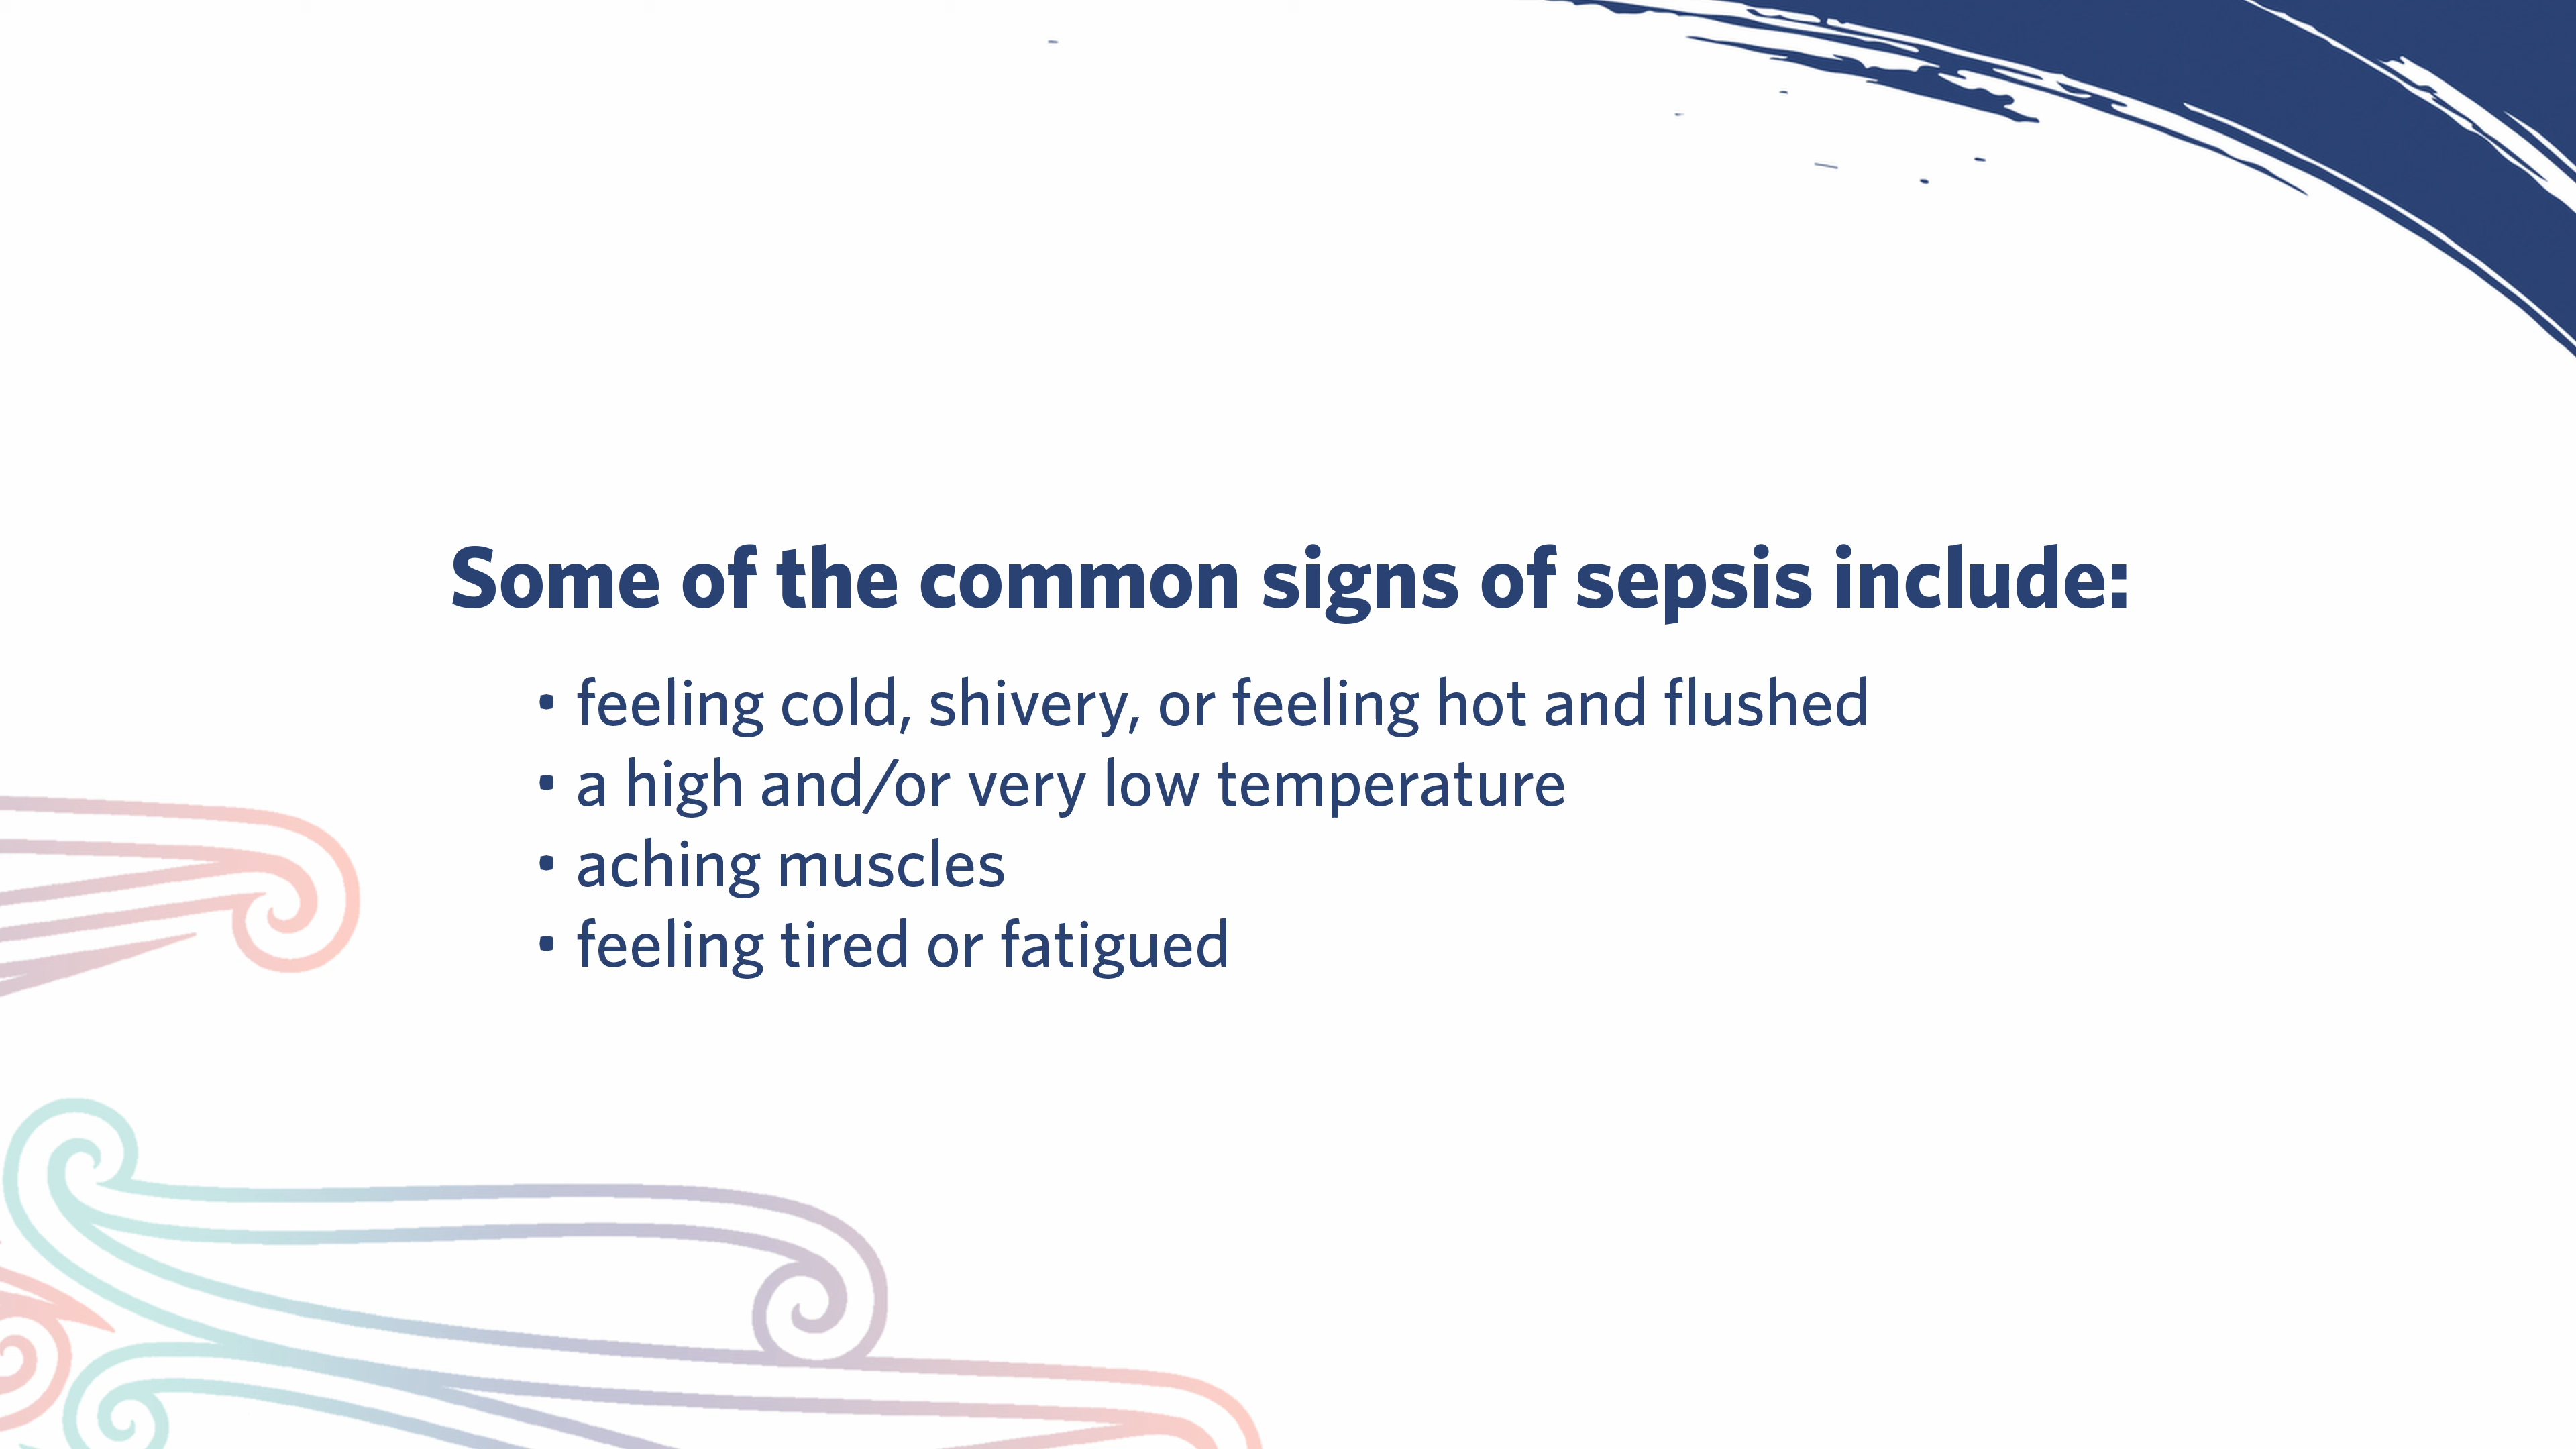 Some of the common signs of sepsis include:
• feeling cold, shivery, or feeling hot and flushed
• a high and/or very low temperature
• aching muscles
• feeling tired or fatigued